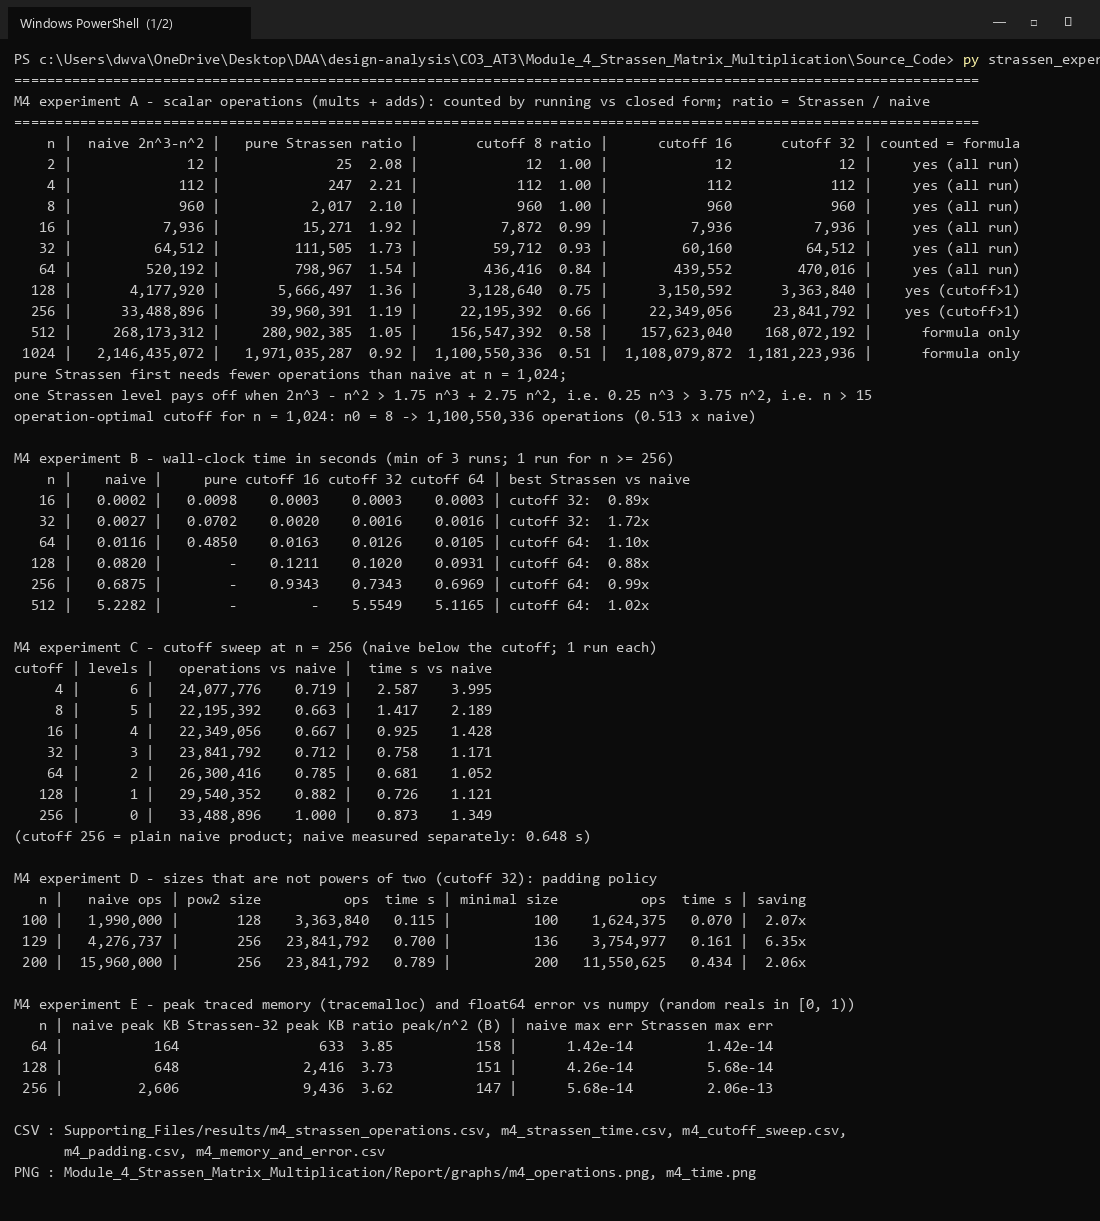 Windows PowerShell  (1/2)
PS c:\Users\dwva\OneDrive\Desktop\DAA\design-analysis\CO3_AT3\Module_4_Strassen_Matrix_Multiplication\Source_Code> py strassen_exper
====================================================================================================================
M4 experiment A - scalar operations (mults + adds): counted by running vs closed form; ratio = Strassen / naive
====================================================================================================================
    n |  naive 2n^3-n^2 |   pure Strassen ratio |       cutoff 8 ratio |      cutoff 16      cutoff 32 | counted = formula
    2 |              12 |              25  2.08 |             12  1.00 |             12             12 |     yes (all run)
    4 |             112 |             247  2.21 |            112  1.00 |            112            112 |     yes (all run)
    8 |             960 |           2,017  2.10 |            960  1.00 |            960            960 |     yes (all run)
   16 |           7,936 |          15,271  1.92 |          7,872  0.99 |          7,936          7,936 |     yes (all run)
   32 |          64,512 |         111,505  1.73 |         59,712  0.93 |         60,160         64,512 |     yes (all run)
   64 |         520,192 |         798,967  1.54 |        436,416  0.84 |        439,552        470,016 |     yes (all run)
  128 |       4,177,920 |       5,666,497  1.36 |      3,128,640  0.75 |      3,150,592      3,363,840 |    yes (cutoff>1)
  256 |      33,488,896 |      39,960,391  1.19 |     22,195,392  0.66 |     22,349,056     23,841,792 |    yes (cutoff>1)
  512 |     268,173,312 |     280,902,385  1.05 |    156,547,392  0.58 |    157,623,040    168,072,192 |      formula only
 1024 |   2,146,435,072 |   1,971,035,287  0.92 |  1,100,550,336  0.51 |  1,108,079,872  1,181,223,936 |      formula only
pure Strassen first needs fewer operations than naive at n = 1,024;
one Strassen level pays off when 2n^3 - n^2 > 1.75 n^3 + 2.75 n^2, i.e. 0.25 n^3 > 3.75 n^2, i.e. n > 15
operation-optimal cutoff for n = 1,024: n0 = 8 -> 1,100,550,336 operations (0.513 x naive)

M4 experiment B - wall-clock time in seconds (min of 3 runs; 1 run for n >= 256)
    n |    naive |     pure cutoff 16 cutoff 32 cutoff 64 | best Strassen vs naive
   16 |   0.0002 |   0.0098    0.0003    0.0003    0.0003 | cutoff 32:  0.89x
   32 |   0.0027 |   0.0702    0.0020    0.0016    0.0016 | cutoff 32:  1.72x
   64 |   0.0116 |   0.4850    0.0163    0.0126    0.0105 | cutoff 64:  1.10x
  128 |   0.0820 |        -    0.1211    0.1020    0.0931 | cutoff 64:  0.88x
  256 |   0.6875 |        -    0.9343    0.7343    0.6969 | cutoff 64:  0.99x
  512 |   5.2282 |        -         -    5.5549    5.1165 | cutoff 64:  1.02x

M4 experiment C - cutoff sweep at n = 256 (naive below the cutoff; 1 run each)
cutoff | levels |   operations vs naive |  time s vs naive
     4 |      6 |   24,077,776    0.719 |   2.587    3.995
     8 |      5 |   22,195,392    0.663 |   1.417    2.189
    16 |      4 |   22,349,056    0.667 |   0.925    1.428
    32 |      3 |   23,841,792    0.712 |   0.758    1.171
    64 |      2 |   26,300,416    0.785 |   0.681    1.052
   128 |      1 |   29,540,352    0.882 |   0.726    1.121
   256 |      0 |   33,488,896    1.000 |   0.873    1.349
(cutoff 256 = plain naive product; naive measured separately: 0.648 s)

M4 experiment D - sizes that are not powers of two (cutoff 32): padding policy
   n |   naive ops | pow2 size          ops  time s | minimal size          ops  time s | saving
 100 |   1,990,000 |       128    3,363,840   0.115 |          100    1,624,375   0.070 |  2.07x
 129 |   4,276,737 |       256   23,841,792   0.700 |          136    3,754,977   0.161 |  6.35x
 200 |  15,960,000 |       256   23,841,792   0.789 |          200   11,550,625   0.434 |  2.06x

M4 experiment E - peak traced memory (tracemalloc) and float64 error vs numpy (random reals in [0, 1))
   n | naive peak KB Strassen-32 peak KB ratio peak/n^2 (B) | naive max err Strassen max err
  64 |           164                 633  3.85          158 |      1.42e-14         1.42e-14
 128 |           648               2,416  3.73          151 |      4.26e-14         5.68e-14
 256 |         2,606               9,436  3.62          147 |      5.68e-14         2.06e-13

CSV : Supporting_Files/results/m4_strassen_operations.csv, m4_strassen_time.csv, m4_cutoff_sweep.csv,
      m4_padding.csv, m4_memory_and_error.csv
PNG : Module_4_Strassen_Matrix_Multiplication/Report/graphs/m4_operations.png, m4_time.png